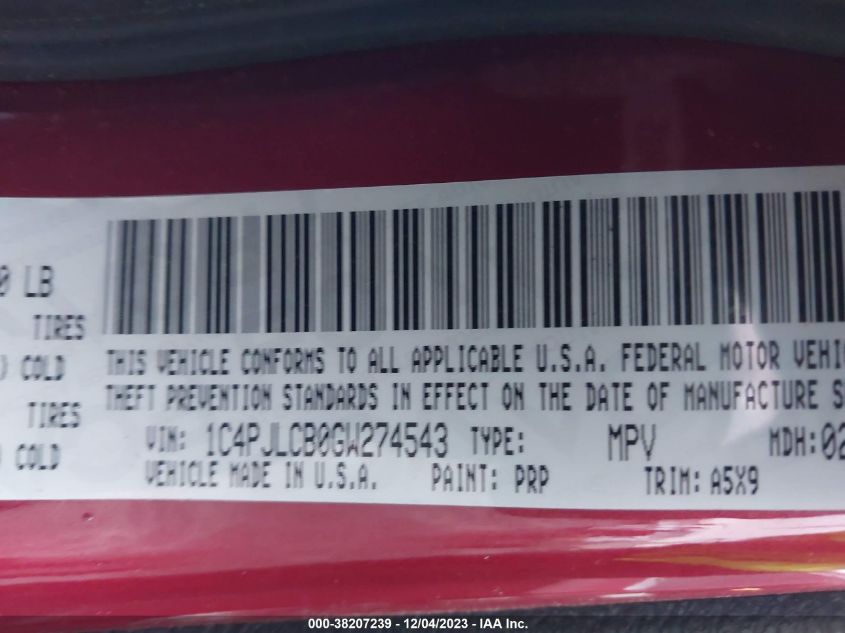 0 LB
TIRES
) COLD
TIRES
) COLD
THIS VEHICLE CONFORMS TO ALL APPLICABLE U.S.A. FEDERAL MOTOR VEHIC
THEFT PREVENTION STANDARDS IN EFFECT ON THE DATE OF MANUFACTURE S
VIN: 1C4PJLCB0GW274543 TYPE: MPV MDH:02
VEHICLE MADE IN U.S.A. PAINT: PRP TRIM: A5X9
000-38207239 - 12/04/2023 - IAA Inc.